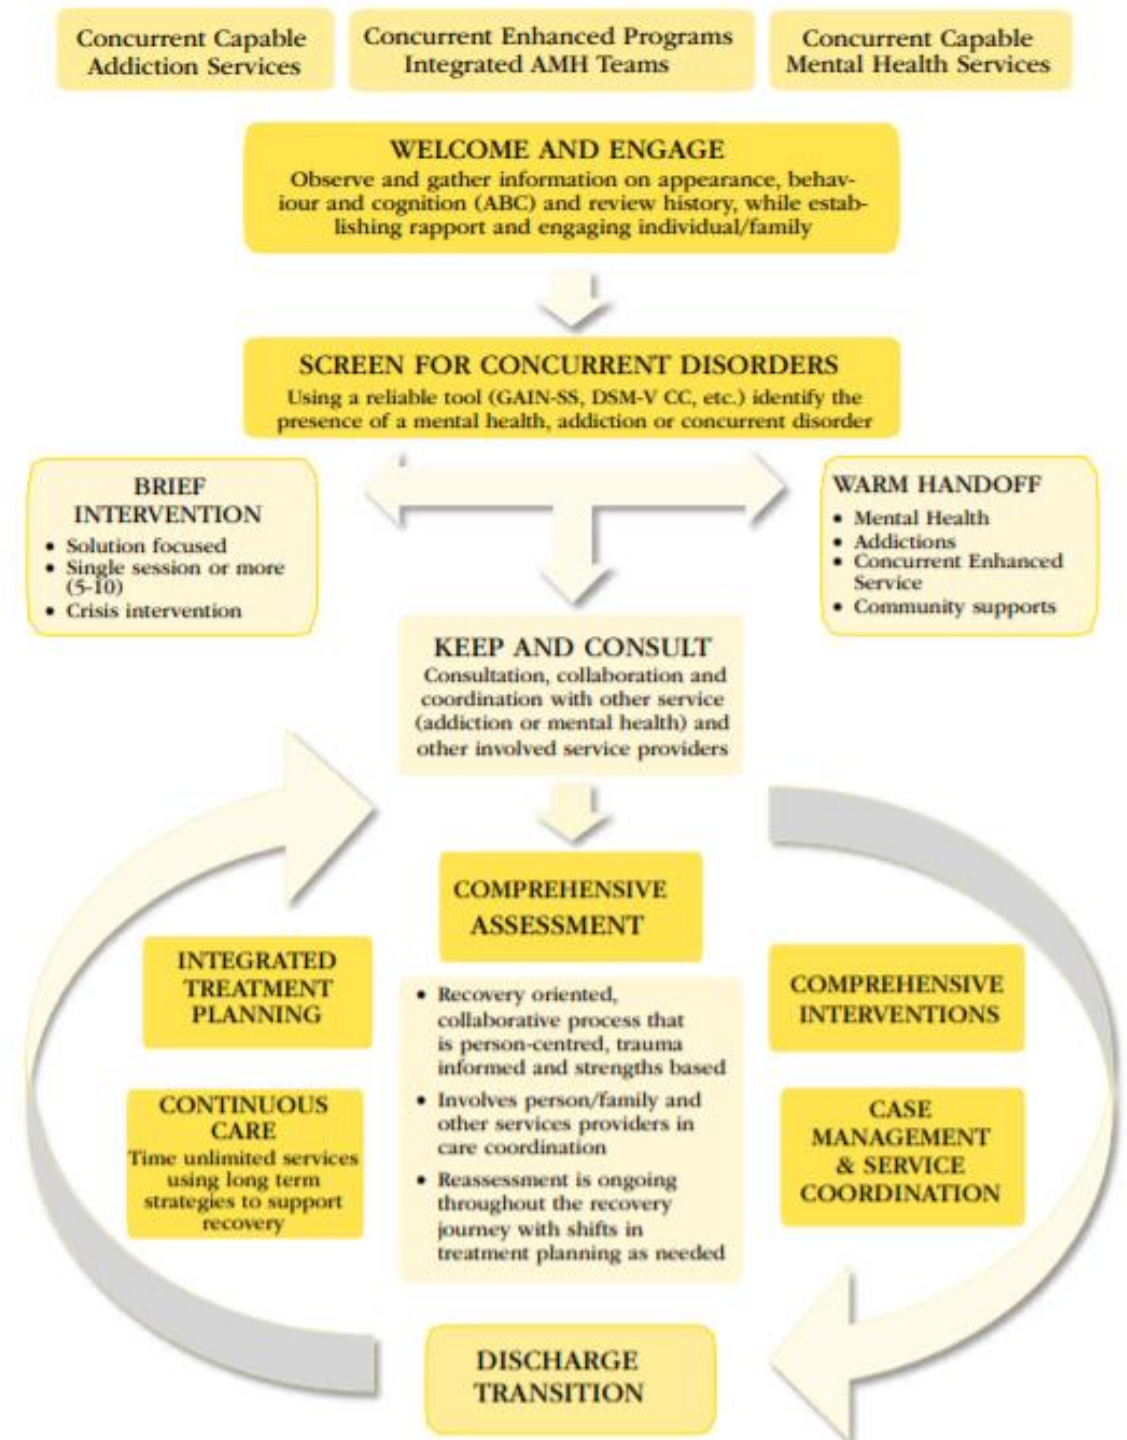 Concurrent Capable
Addiction Services
Concurrent Enhanced Programs
Integrated AMH Teams
Concurrent Capable
Mental Health Services
WELCOME AND ENGAGE
Observe and gather information on appearance, behav-
iour and cognition (ABC) and review history, while estab-
lishing rapport and engaging individual/family
SCREEN FOR CONCURRENT DISORDERS
Using a reliable tool (GAIN-SS, DSM-V CC, etc.) identify the
presence of a mental health, addiction or concurrent disorder
BRIEF
INTERVENTION
• Solution focused
• Single session or more
(5-10)
• Crisis intervention
WARM HANDOFF
• Mental Health
• Addictions
• Concurrent Enhanced
Service
• Community supports
KEEP AND CONSULT
Consultation, collaboration and
coordination with other service
(addiction or mental health) and
other involved service providers
COMPREHENSIVE
ASSESSMENT
INTEGRATED
TREATMENT
PLANNING
CONTINUOUS
CARE
Time unlimited services
using long term
strategies to support
recovery
• Recovery oriented,
collaborative process that
is person-centred, trauma
informed and strengths based
• Involves person/family and
other services providers in
care coordination
• Reassessment is ongoing
throughout the recovery
journey with shifts in
treatment planning as needed
COMPREHENSIVE
INTERVENTIONS
CASE
MANAGEMENT
& SERVICE
COORDINATION
DISCHARGE
TRANSITION